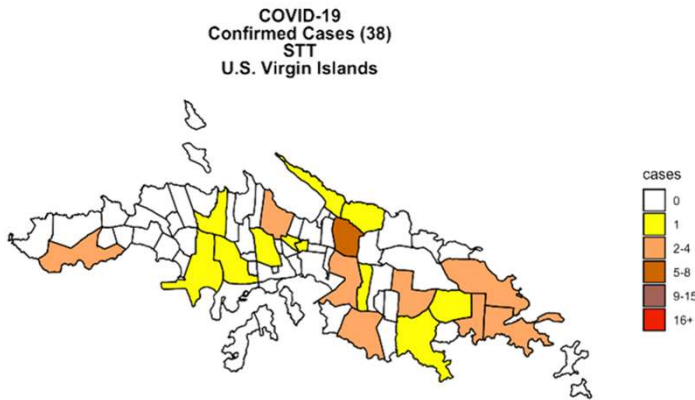 COVID-19
Confirmed Cases (38)
STT
U.S. Virgin Islands
cases
0
1
2-4
5-8
9-15
16+